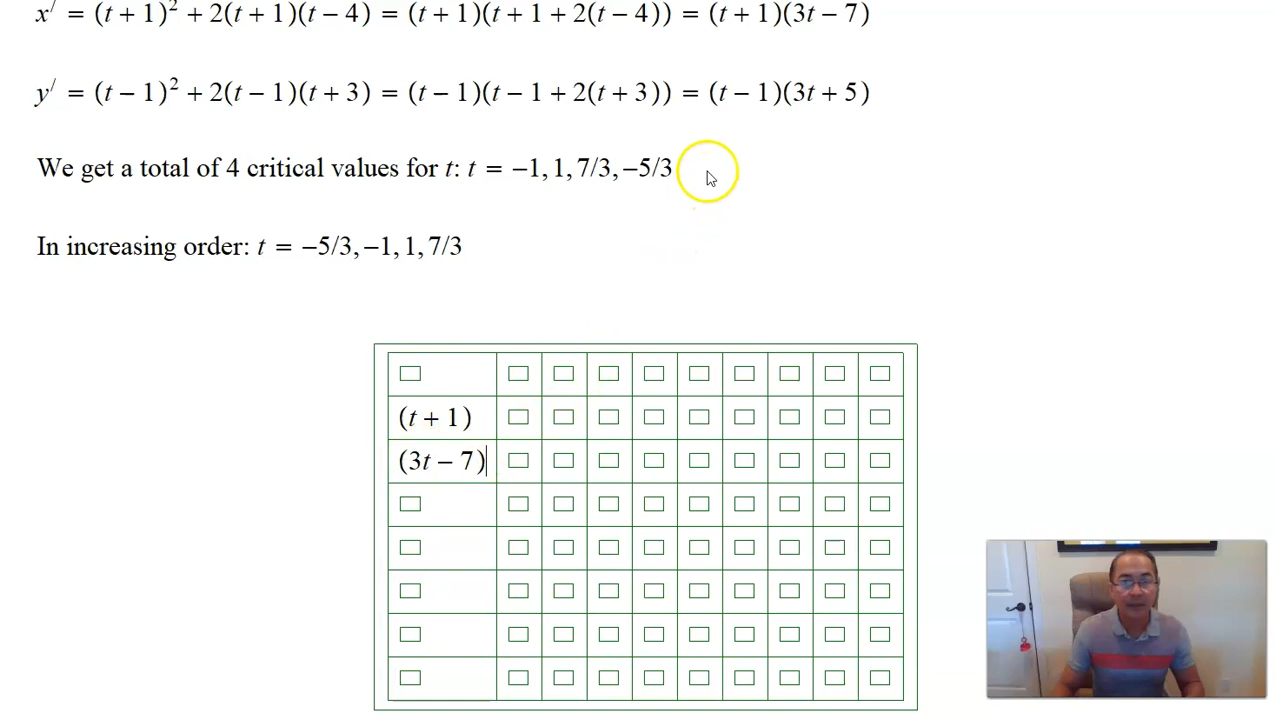 x′ = (t + 1)² + 2(t + 1)(t − 4) = (t + 1)(t + 1 + 2(t − 4)) = (t + 1)(3t − 7)
y′ = (t − 1)² + 2(t − 1)(t + 3) = (t − 1)(t − 1 + 2(t + 3)) = (t − 1)(3t + 5)
We get a total of 4 critical values for t: t = −1, 1, 7/3, −5/3
In increasing order: t = −5/3, −1, 1, 7/3
(t + 1)
(3t − 7)